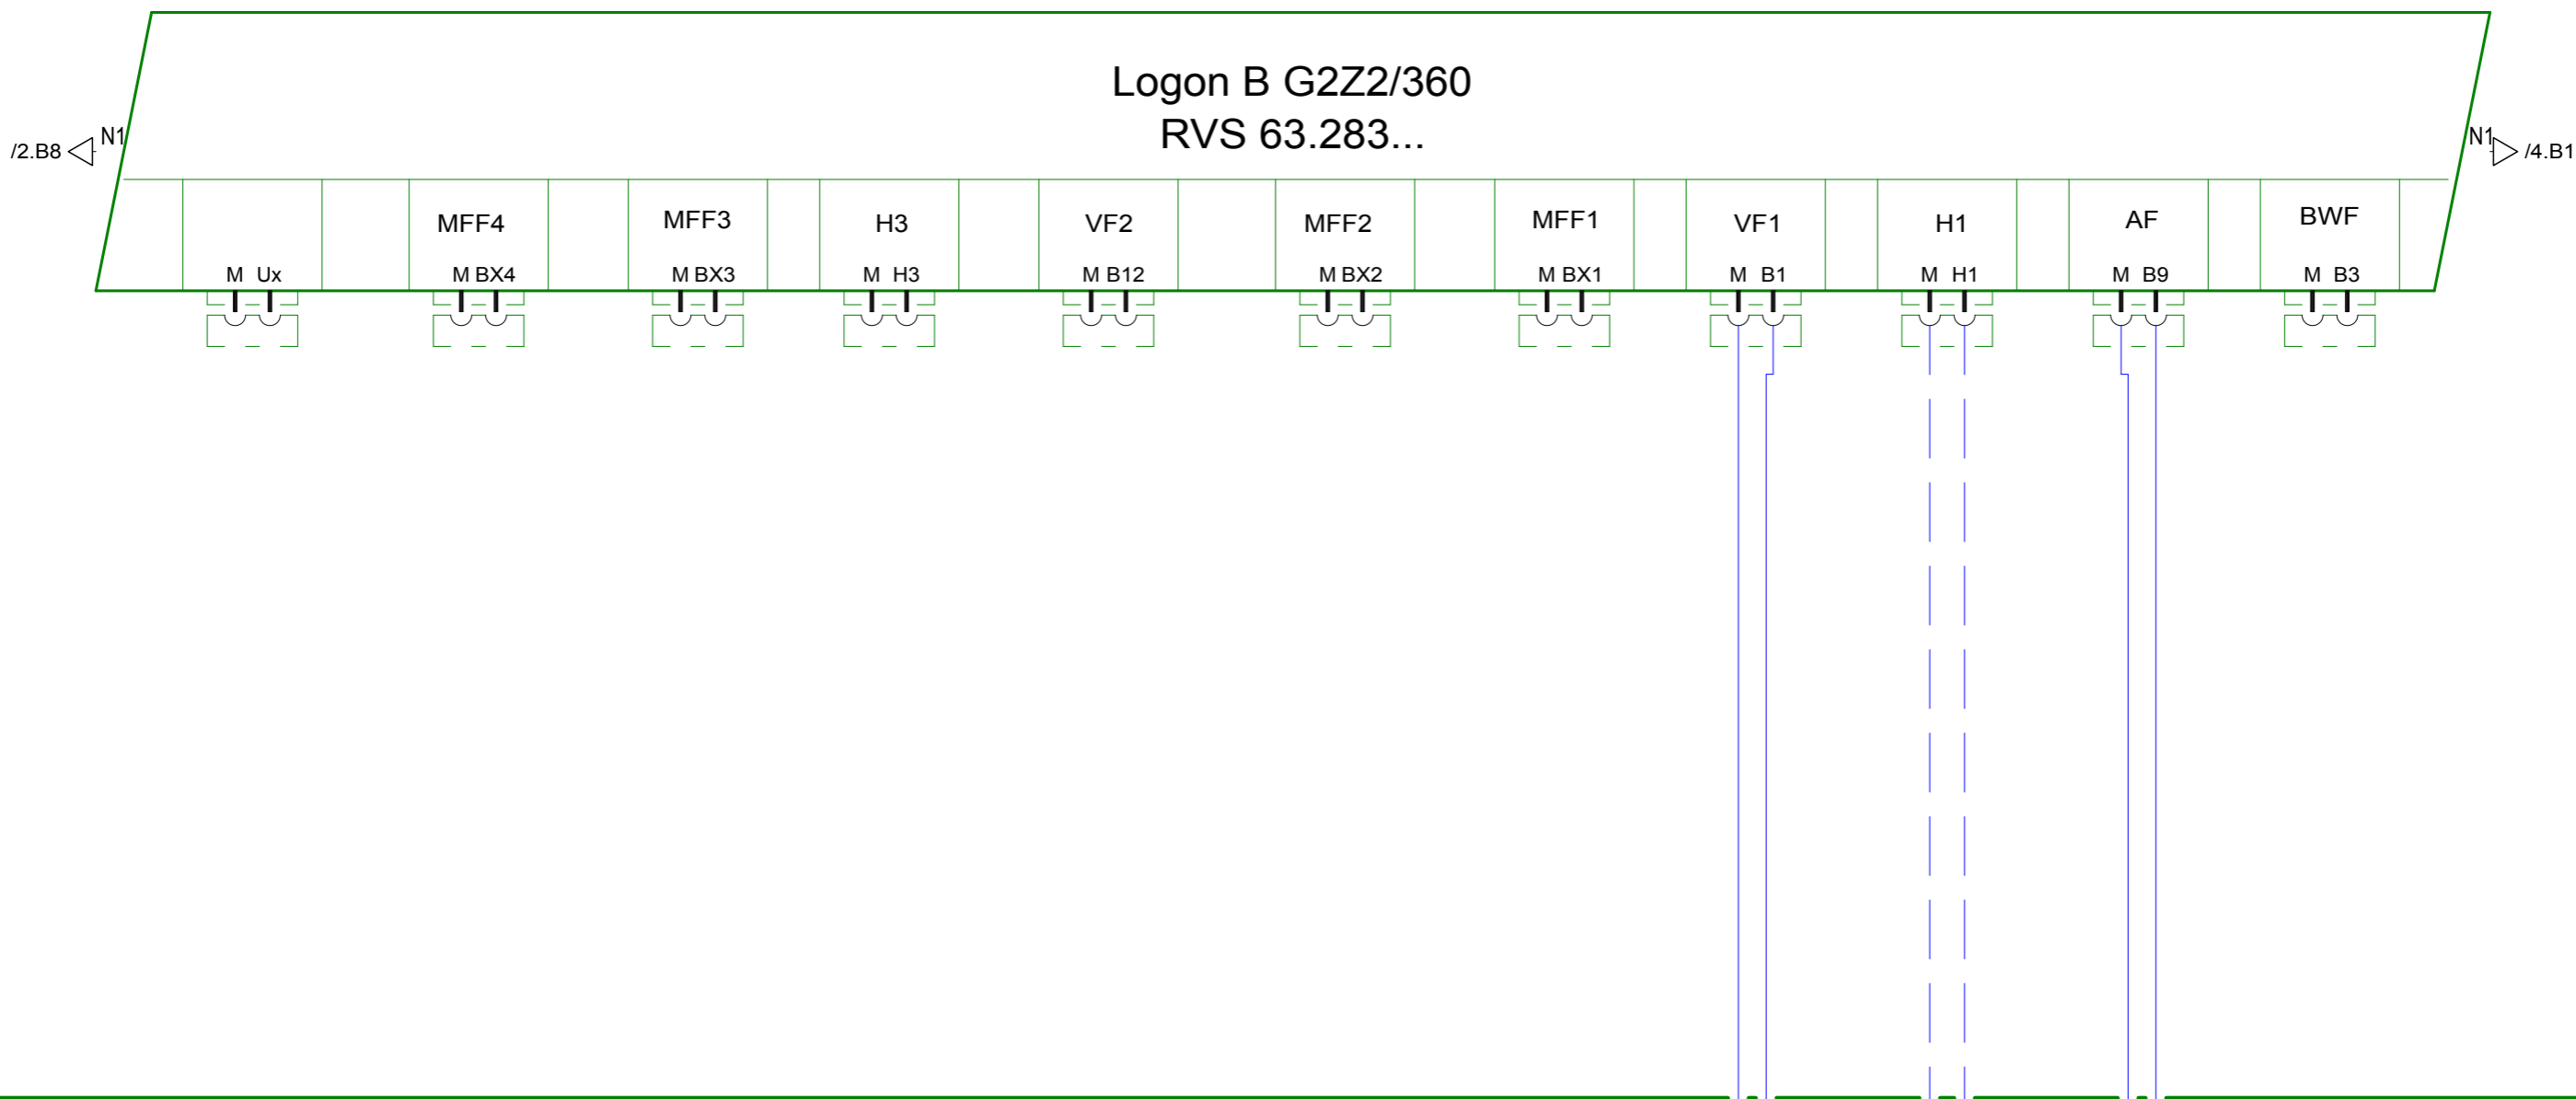 Logon B G2Z2/360
RVS 63.283...
/2.B8 N1
N1 /4.B1
MFF4 MFF3 H3 VF2 MFF2 MFF1 VF1 H1 AF BWF
M Ux M BX4 M BX3 M H3 M B12 M BX2 M BX1 M B1 M H1 M B9 M B3